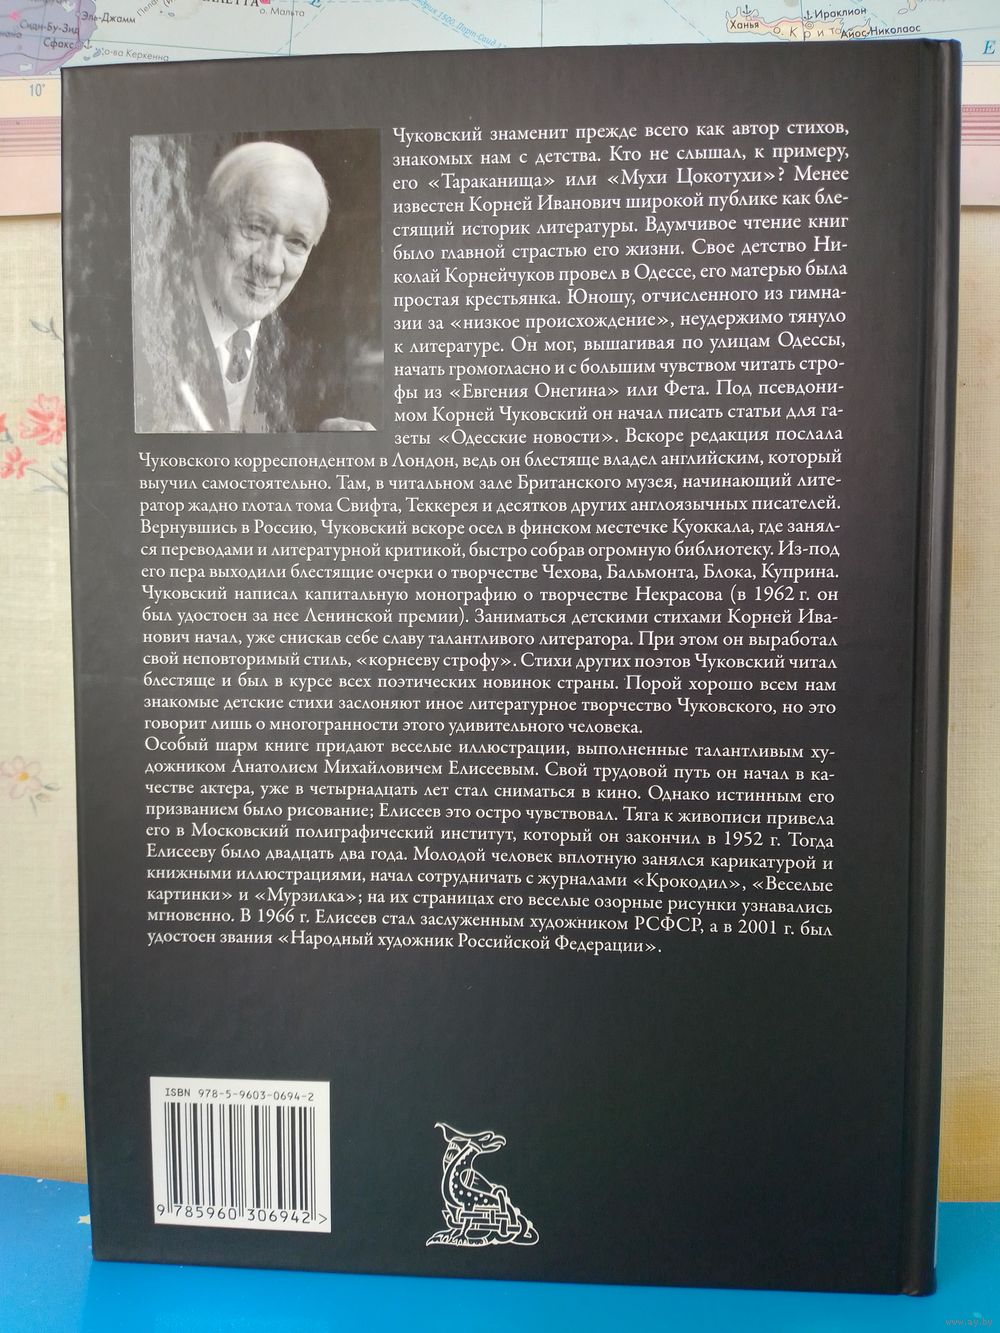 Эль-Джамм
Сиди-Бу-Зид
Сфакс
о-ва Керкенна
о. Мальта
Ханья
Ираклион
о. Крит
Айос-Николаос
10°
Е
Чуковский знаменит прежде всего как автор стихов,
знакомых нам с детства. Кто не слышал, к примеру,
его «Тараканища» или «Мухи Цокотухи»? Менее
известен Корней Иванович широкой публике как бле-
стящий историк литературы. Вдумчивое чтение книг
было главной страстью его жизни. Свое детство Ни-
колай Корнейчуков провел в Одессе, его матерью была
простая крестьянка. Юношу, отчисленного из гимна-
зии за «низкое происхождение», неудержимо тянуло
к литературе. Он мог, вышагивая по улицам Одессы,
начать громогласно и с большим чувством читать стро-
фы из «Евгения Онегина» или Фета. Под псевдони-
мом Корней Чуковский он начал писать статьи для га-
зеты «Одесские новости». Вскоре редакция послала
Чуковского корреспондентом в Лондон, ведь он блестяще владел английским, который
выучил самостоятельно. Там, в читальном зале Британского музея, начинающий лите-
ратор жадно глотал тома Свифта, Теккерея и десятков других англоязычных писателей.
Вернувшись в Россию, Чуковский вскоре осел в финском местечке Куоккала, где занял-
ся переводами и литературной критикой, быстро собрав огромную библиотеку. Из-под
его пера выходили блестящие очерки о творчестве Чехова, Бальмонта, Блока, Куприна.
Чуковский написал капитальную монографию о творчестве Некрасова (в 1962 г. он
был удостоен за нее Ленинской премии). Заниматься детскими стихами Корней Ива-
нович начал, уже снискав себе славу талантливого литератора. При этом он выработал
свой неповторимый стиль, «корнееву строфу». Стихи других поэтов Чуковский читал
блестяще и был в курсе всех поэтических новинок страны. Порой хорошо всем нам
знакомые детские стихи заслоняют иное литературное творчество Чуковского, но это
говорит лишь о многогранности этого удивительного человека.
Особый шарм книге придают веселые иллюстрации, выполненные талантливым ху-
дожником Анатолием Михайловичем Елисеевым. Свой трудовой путь он начал в ка-
честве актера, уже в четырнадцать лет стал сниматься в кино. Однако истинным его
призванием было рисование; Елисеев это остро чувствовал. Тяга к живописи привела
его в Московский полиграфический институт, который он закончил в 1952 г. Тогда
Елисееву было двадцать два года. Молодой человек вплотную занялся карикатурой и
книжными иллюстрациями, начал сотрудничать с журналами «Крокодил», «Веселые
картинки» и «Мурзилка»; на их страницах его веселые озорные рисунки узнавались
мгновенно. В 1966 г. Елисеев стал заслуженным художником РСФСР, а в 2001 г. был
удостоен звания «Народный художник Российской Федерации».
ISBN 978-5-9603-0694-2
9 785960 306942 >
www.ay.by